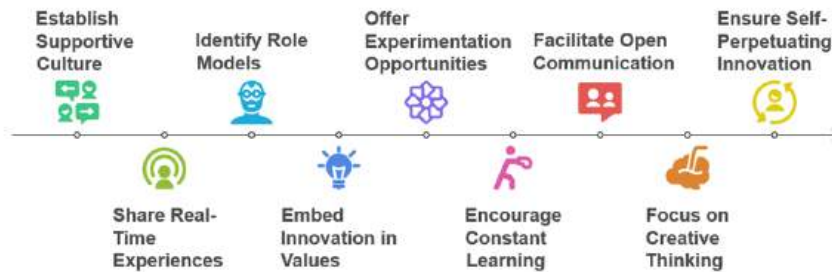 Establish
Supportive
Culture
Identify Role
Models
Offer
Experimentation
Opportunities
Facilitate Open
Communication
Ensure Self-
Perpetuating
Innovation
Share Real-
Time
Experiences
Embed
Innovation in
Values
Encourage
Constant
Learning
Focus on
Creative
Thinking